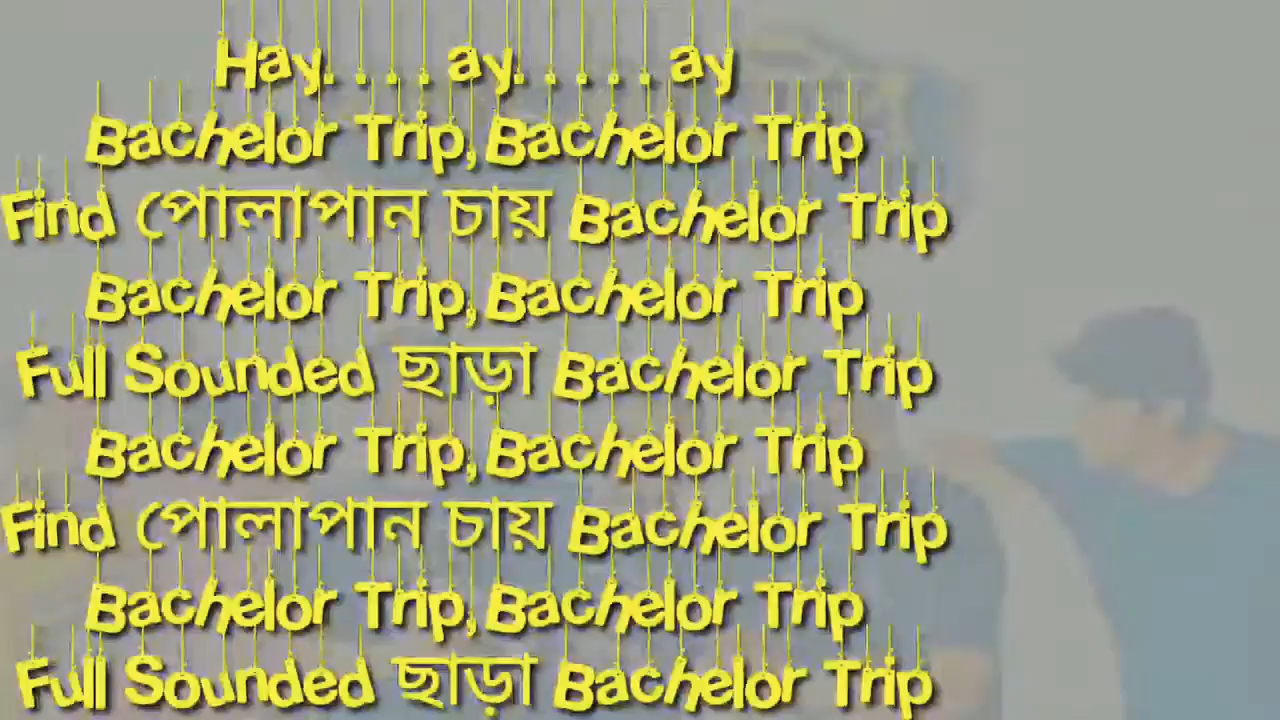 Hay. . . . ay. . . . . ay
Bachelor Trip, Bachelor Trip
Find পোলাপান চায় Bachelor Trip
Bachelor Trip, Bachelor Trip
Full Sounded ছাড়া Bachelor Trip
Bachelor Trip, Bachelor Trip
Find পোলাপান চায় Bachelor Trip
Bachelor Trip, Bachelor Trip
Full Sounded ছাড়া Bachelor Trip